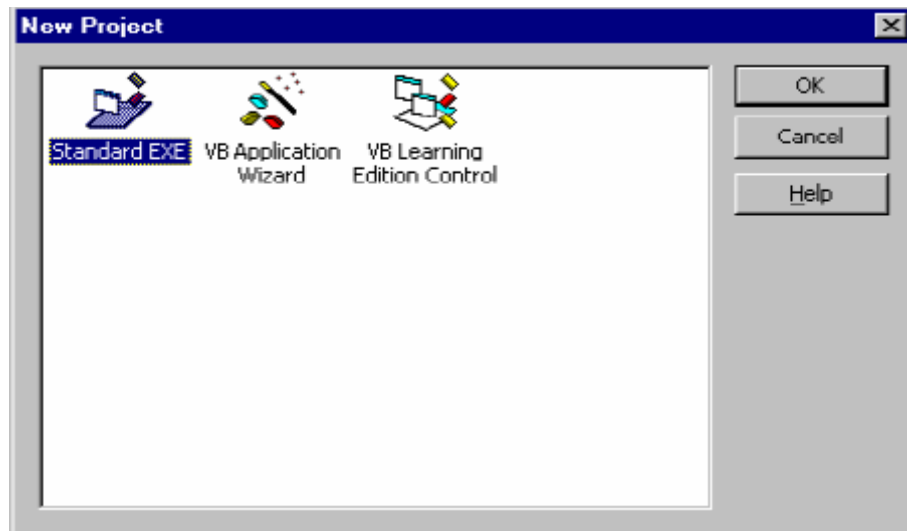 New Project
Standard EXE
VB Application
Wizard
VB Learning
Edition Control
OK
Cancel
Help